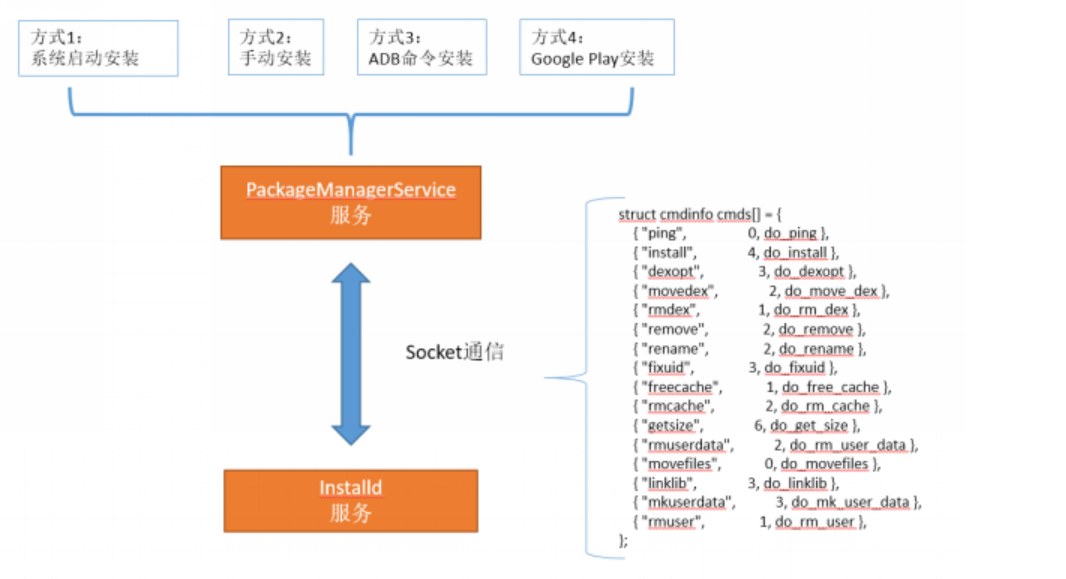 方式1：
系统启动安装
方式2：
手动安装
方式3：
ADB命令安装
方式4：
Google Play安装
PackageManagerService
服务
Socket通信
Installd
服务
struct cmdinfo cmds[] = {
{ "ping", 0, do_ping },
{ "install", 4, do_install },
{ "dexopt", 3, do_dexopt },
{ "movedex", 2, do_move_dex },
{ "rmdex", 1, do_rm_dex },
{ "remove", 2, do_remove },
{ "rename", 2, do_rename },
{ "fixuid", 3, do_fixuid },
{ "freecache", 1, do_free_cache },
{ "rmcache", 2, do_rm_cache },
{ "getsize", 6, do_get_size },
{ "rmuserdata", 2, do_rm_user_data },
{ "movefiles", 0, do_movefiles },
{ "linklib", 3, do_linklib },
{ "mkuserdata", 3, do_mk_user_data },
{ "rmuser", 1, do_rm_user },
};